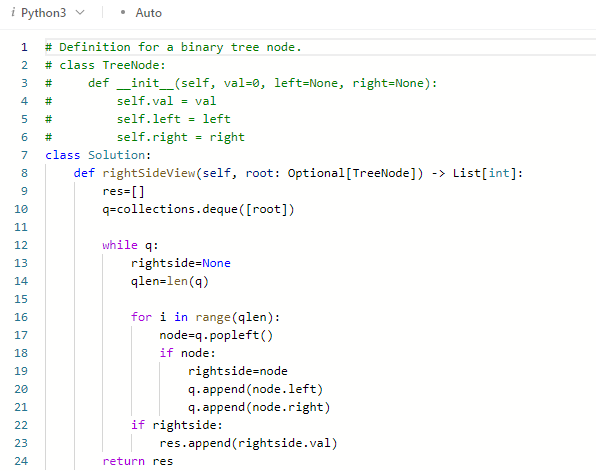 i Python3 • Auto
1 # Definition for a binary tree node.
2 # class TreeNode:
3 #     def __init__(self, val=0, left=None, right=None):
4 #         self.val = val
5 #         self.left = left
6 #         self.right = right
7 class Solution:
8     def rightSideView(self, root: Optional[TreeNode]) -> List[int]:
9         res=[]
10         q=collections.deque([root])
11
12         while q:
13             rightside=None
14             qlen=len(q)
15
16             for i in range(qlen):
17                 node=q.popleft()
18                 if node:
19                     rightside=node
20                     q.append(node.left)
21                     q.append(node.right)
22             if rightside:
23                 res.append(rightside.val)
24         return res